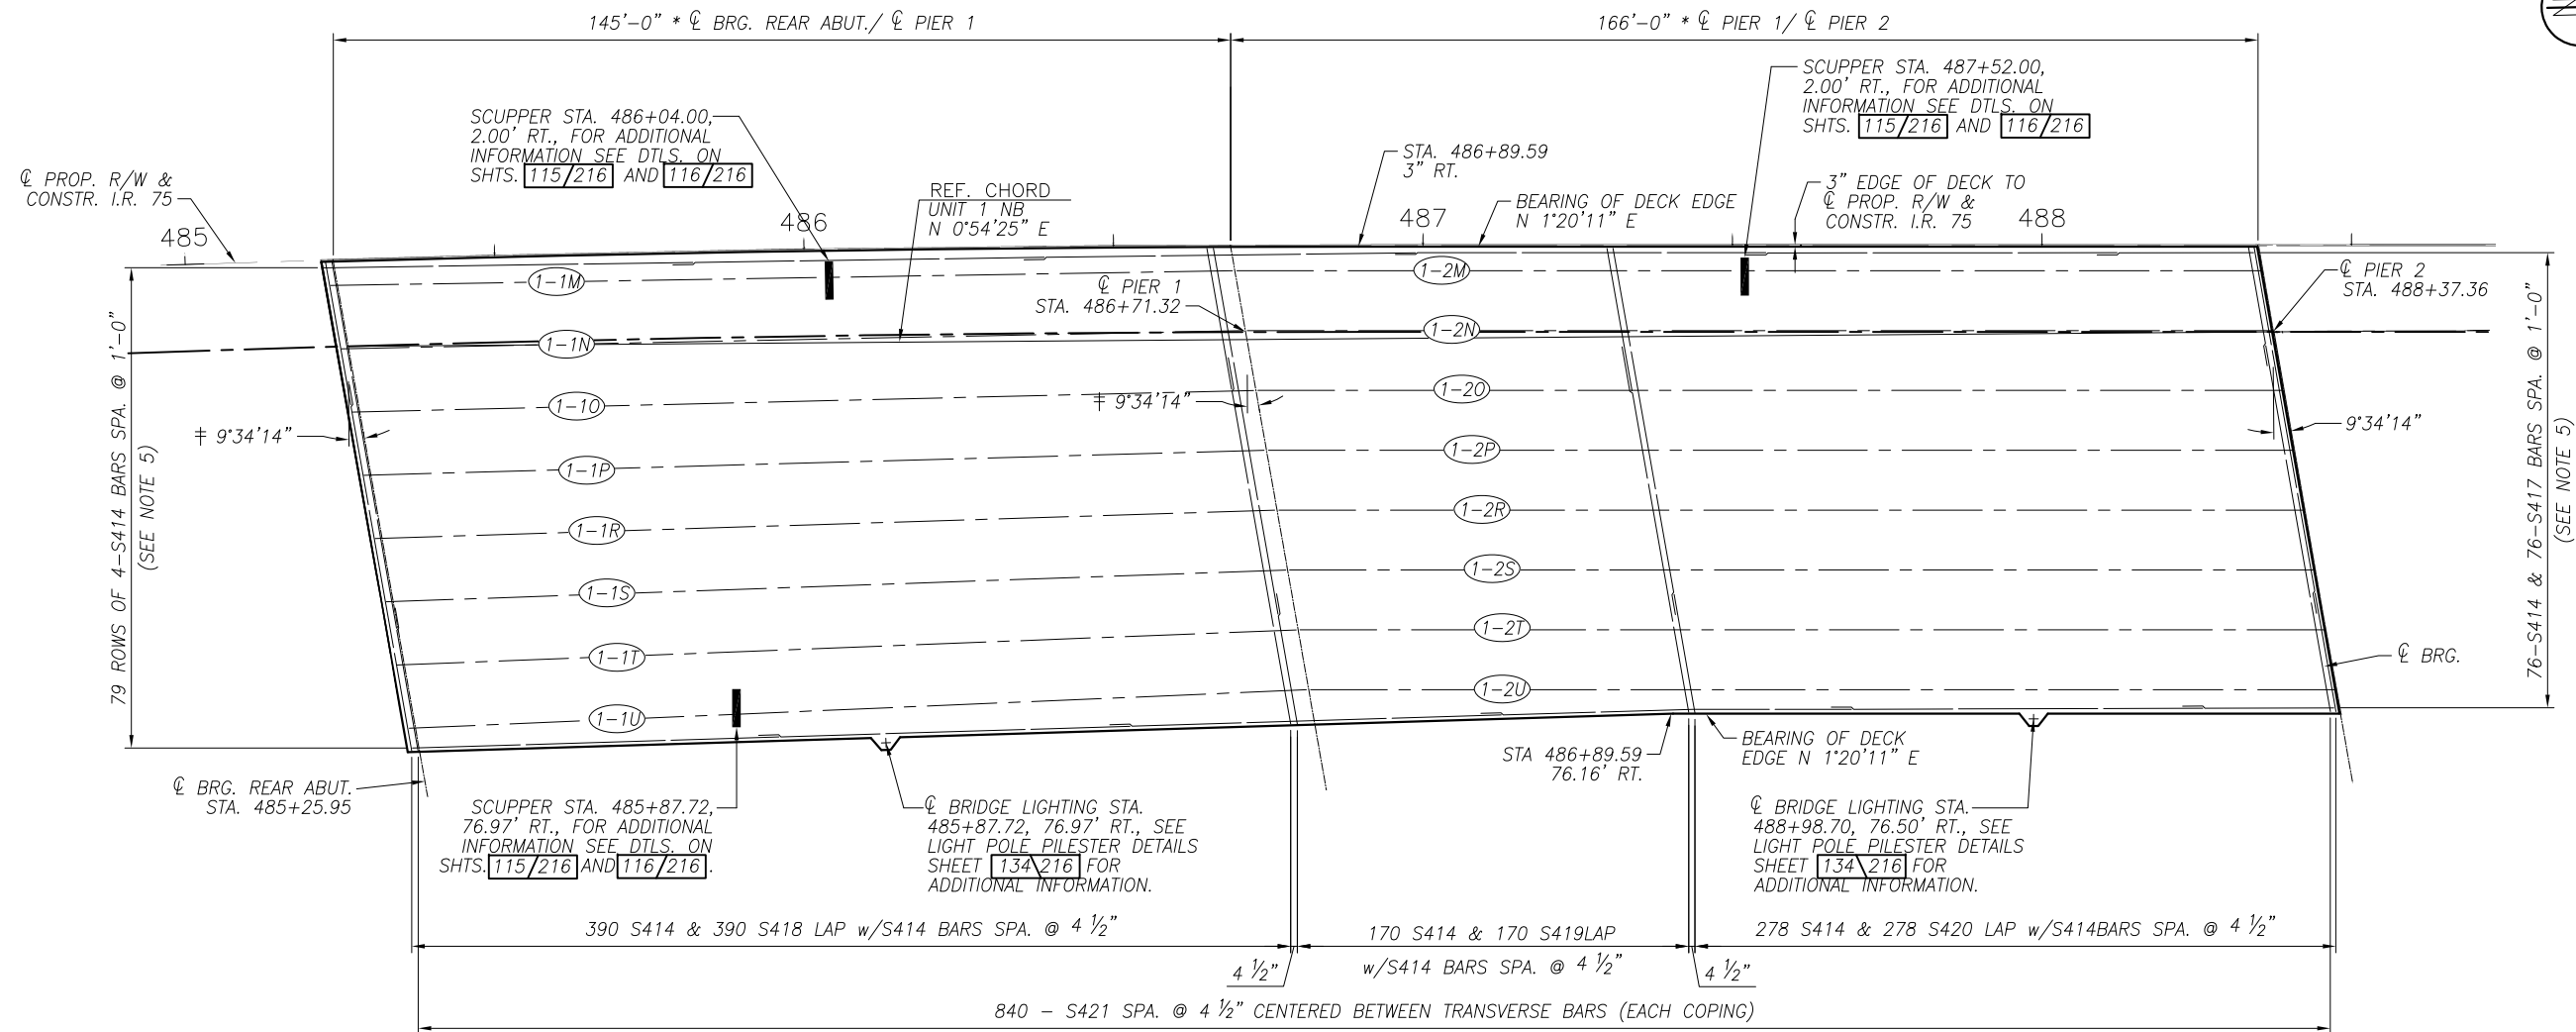 145'-0" * ℄ BRG. REAR ABUT./ ℄ PIER 1
166'-0" * ℄ PIER 1/ ℄ PIER 2
SCUPPER STA. 486+04.00,
2.00' RT., FOR ADDITIONAL
INFORMATION SEE DTLS. ON
SHTS. 115/216 AND 116/216
SCUPPER STA. 487+52.00,
2.00' RT., FOR ADDITIONAL
INFORMATION SEE DTLS. ON
SHTS. 115/216 AND 116/216
℄ PROP. R/W &
CONSTR. I.R. 75
REF. CHORD
UNIT 1 NB
N 0°54'25" E
STA. 486+89.59
3" RT.
BEARING OF DECK EDGE
N 1°20'11" E
3" EDGE OF DECK TO
℄ PROP. R/W &
CONSTR. I.R. 75
485
486
487
488
1-1M
1-2M
℄ PIER 1
STA. 486+71.32
℄ PIER 2
STA. 488+37.36
1-1N
1-2N
1-1O
1-2O
‡ 9°34'14"
‡ 9°34'14"
9°34'14"
1-1P
1-2P
1-1R
1-2R
1-1S
1-2S
1-1T
1-2T
1-1U
1-2U
79 ROWS OF 4-S414 BARS SPA. @ 1'-0"
(SEE NOTE 5)
76-S414 & 76-S417 BARS SPA. @ 1'-0"
(SEE NOTE 5)
℄ BRG.
℄ BRG. REAR ABUT.
STA. 485+25.95
STA 486+89.59
76.16' RT.
BEARING OF DECK
EDGE N 1°20'11" E
SCUPPER STA. 485+87.72,
76.97' RT., FOR ADDITIONAL
INFORMATION SEE DTLS. ON
SHTS. 115/216 AND 116/216.
℄ BRIDGE LIGHTING STA.
485+87.72, 76.97' RT., SEE
LIGHT POLE PILESTER DETAILS
SHEET 134\216 FOR
ADDITIONAL INFORMATION.
℄ BRIDGE LIGHTING STA.
488+98.70, 76.50' RT., SEE
LIGHT POLE PILESTER DETAILS
SHEET 134\216 FOR
ADDITIONAL INFORMATION.
390 S414 & 390 S418 LAP w/S414 BARS SPA. @ 4 ½"
170 S414 & 170 S419LAP
w/S414 BARS SPA. @ 4 ½"
278 S414 & 278 S420 LAP w/S414BARS SPA. @ 4 ½"
4 ½"
4 ½"
840 - S421 SPA. @ 4 ½" CENTERED BETWEEN TRANSVERSE BARS (EACH COPING)